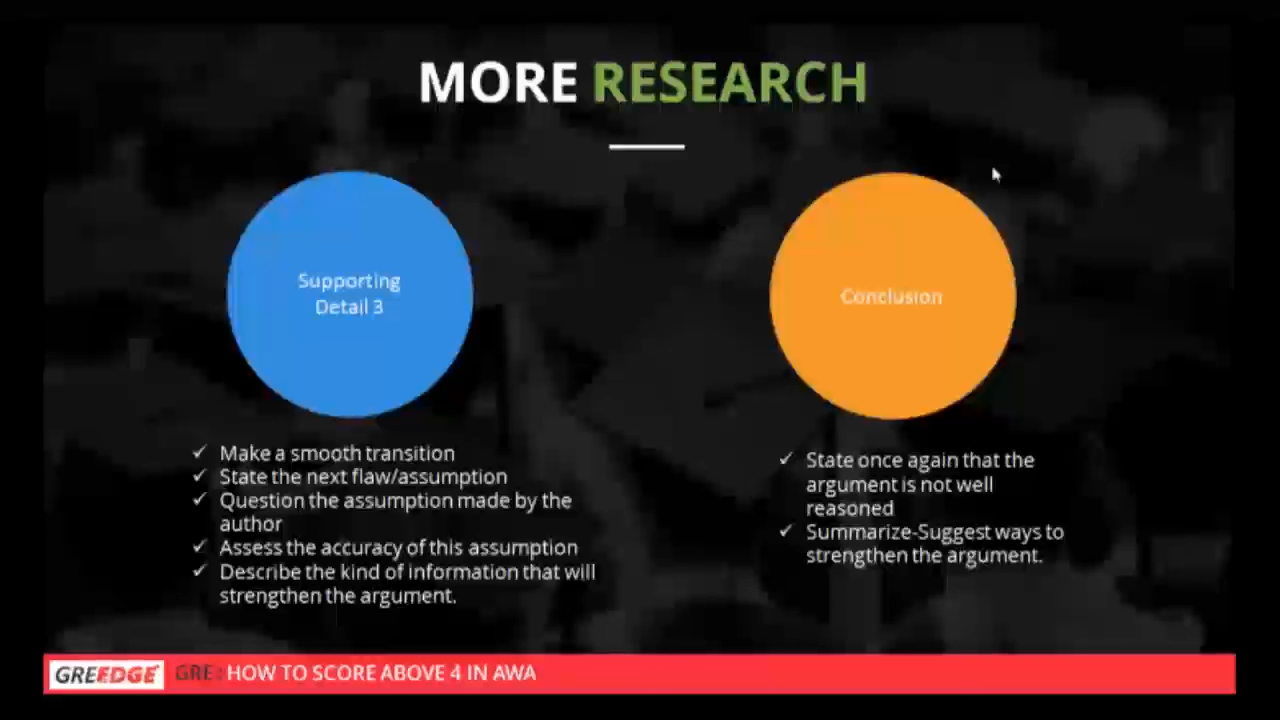 MORE RESEARCH
Supporting
Detail 3
✓ Make a smooth transition
✓ State the next flaw/assumption
✓ Question the assumption made by the
author
✓ Assess the accuracy of this assumption
✓ Describe the kind of information that will
strengthen the argument.
Conclusion
✓ State once again that the
argument is not well
reasoned
✓ Summarize-Suggest ways to
strengthen the argument.
GREEDGE GRE : HOW TO SCORE ABOVE 4 IN AWA